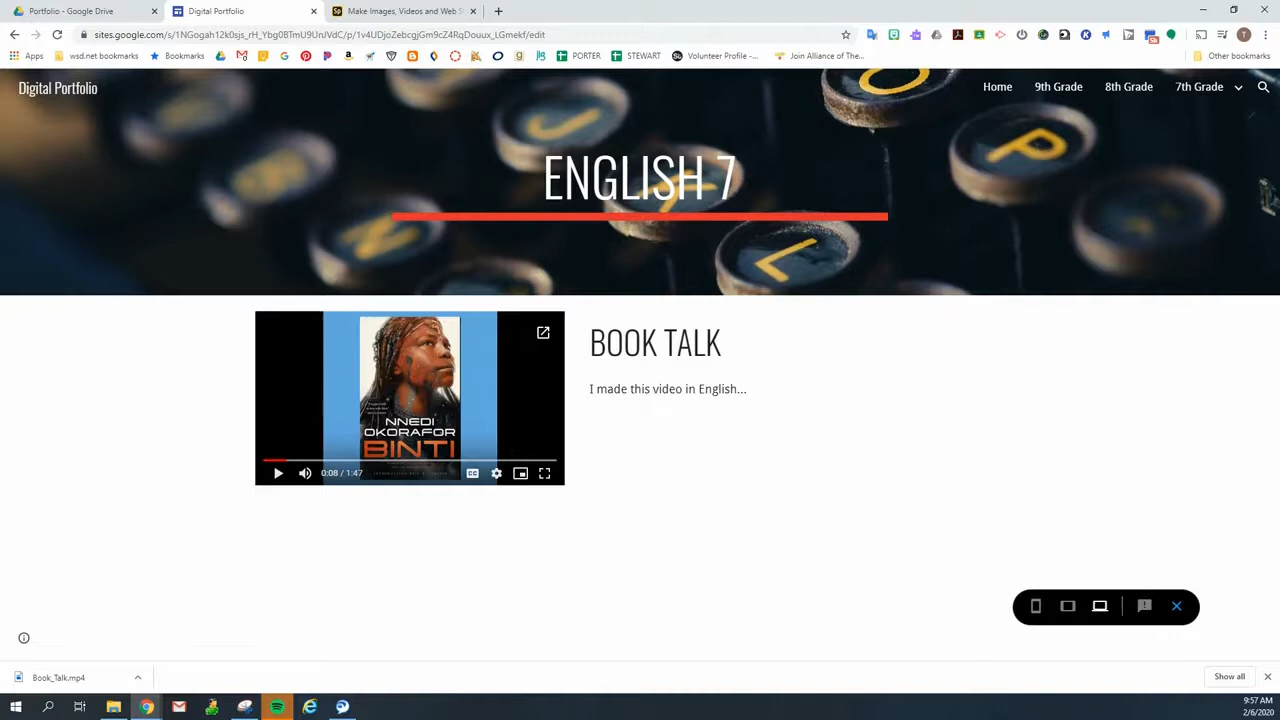 Portfolio - Google Drive
Digital Portfolio
Make Images, Videos and Web S
sites.google.com/s/1NGogah12k0sjs_rH_Ybg0BTmU9UnJVdC/p/1v4UDjoZebcgjGm9cZ4RqDouux_LGmekf/edit
Apps
wsd.net bookmarks
Bookmarks
PORTER
STEWART
Volunteer Profile -...
Join Alliance of The...
Other bookmarks
Digital Portfolio
Home
9th Grade
8th Grade
7th Grade
ENGLISH 7
NNEDI
OKORAFOR
BINTI
0:08 / 1:47
CC
BOOK TALK
I made this video in English...
Book_Talk.mp4
Show all
9:57 AM
2/6/2020